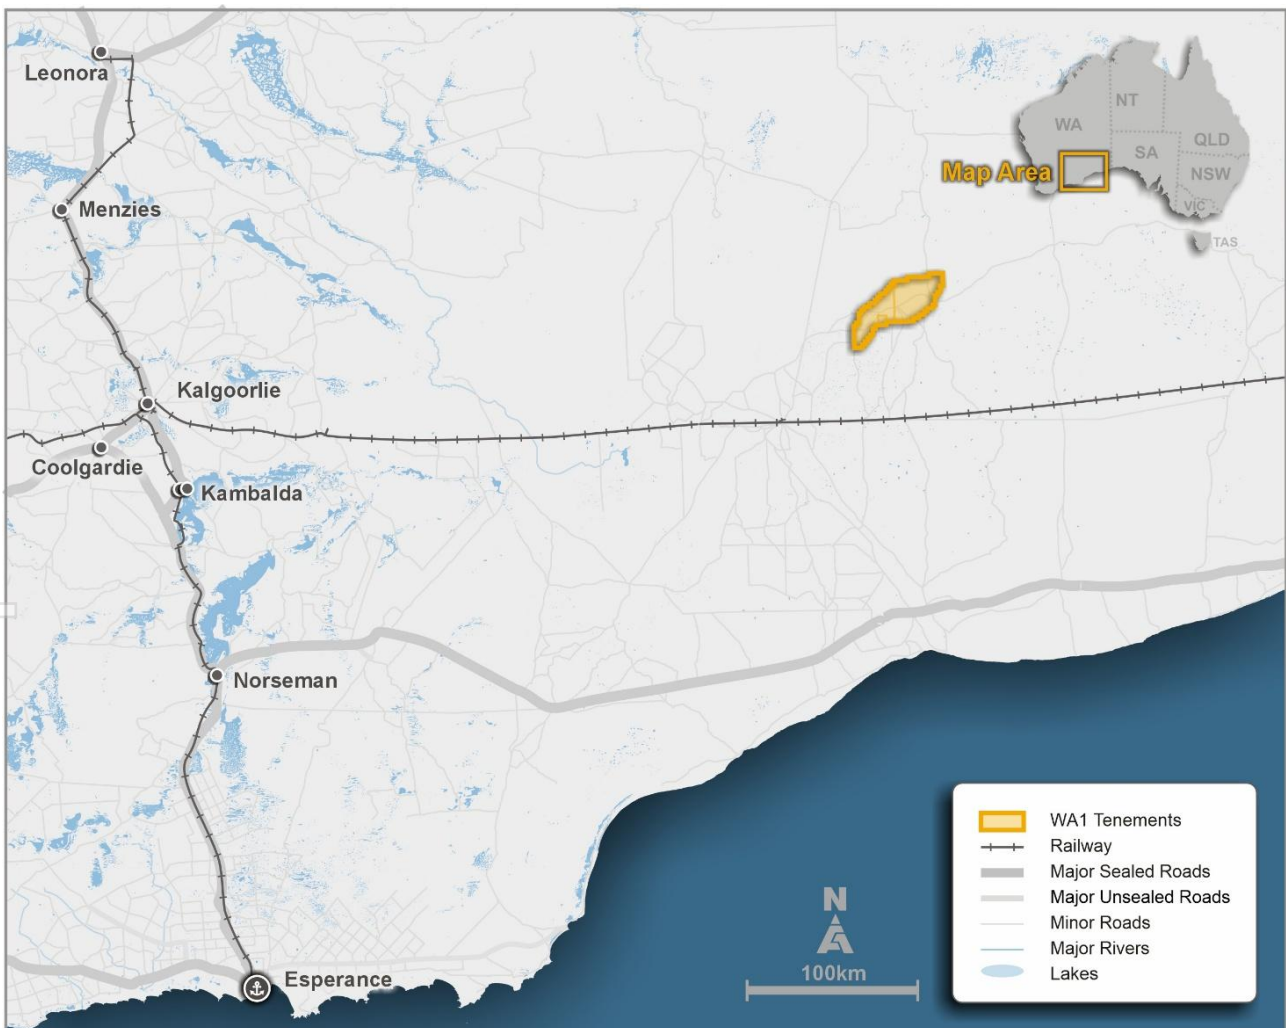 Leonora
Menzies
Kalgoorlie
Coolgardie
Kambalda
Norseman
Esperance
NT
WA
QLD
SA
Map Area
NSW
VIC
TAS
WA1 Tenements
Railway
Major Sealed Roads
Major Unsealed Roads
Minor Roads
Major Rivers
Lakes
N
100km